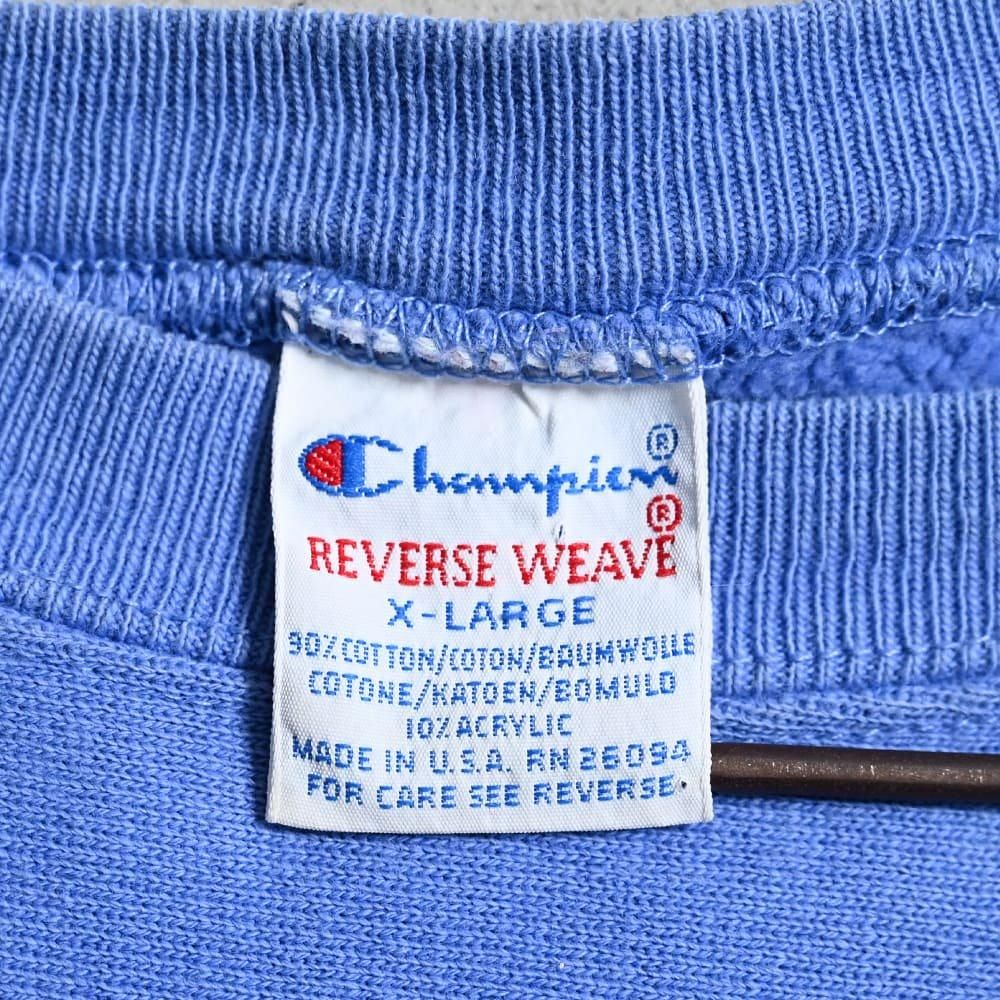 Champion®
REVERSE WEAVE®
X-LARGE
90% COTTON/COTON/BAUMWOLLE
COTONE/KATOEN/BOMULD
10% ACRYLIC
MADE IN U.S.A. RN 26094
FOR CARE SEE REVERSE.